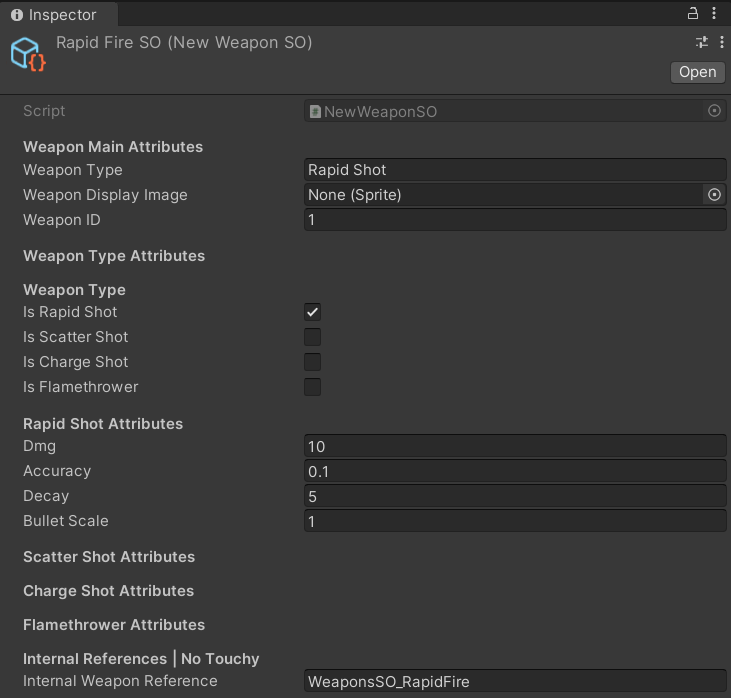 Inspector
Rapid Fire SO (New Weapon SO)
Open
Script NewWeaponSO
Weapon Main Attributes
Weapon Type Rapid Shot
Weapon Display Image None (Sprite)
Weapon ID 1
Weapon Type Attributes
Weapon Type
Is Rapid Shot
Is Scatter Shot
Is Charge Shot
Is Flamethrower
Rapid Shot Attributes
Dmg 10
Accuracy 0.1
Decay 5
Bullet Scale 1
Scatter Shot Attributes
Charge Shot Attributes
Flamethrower Attributes
Internal References | No Touchy
Internal Weapon Reference WeaponsSO_RapidFire